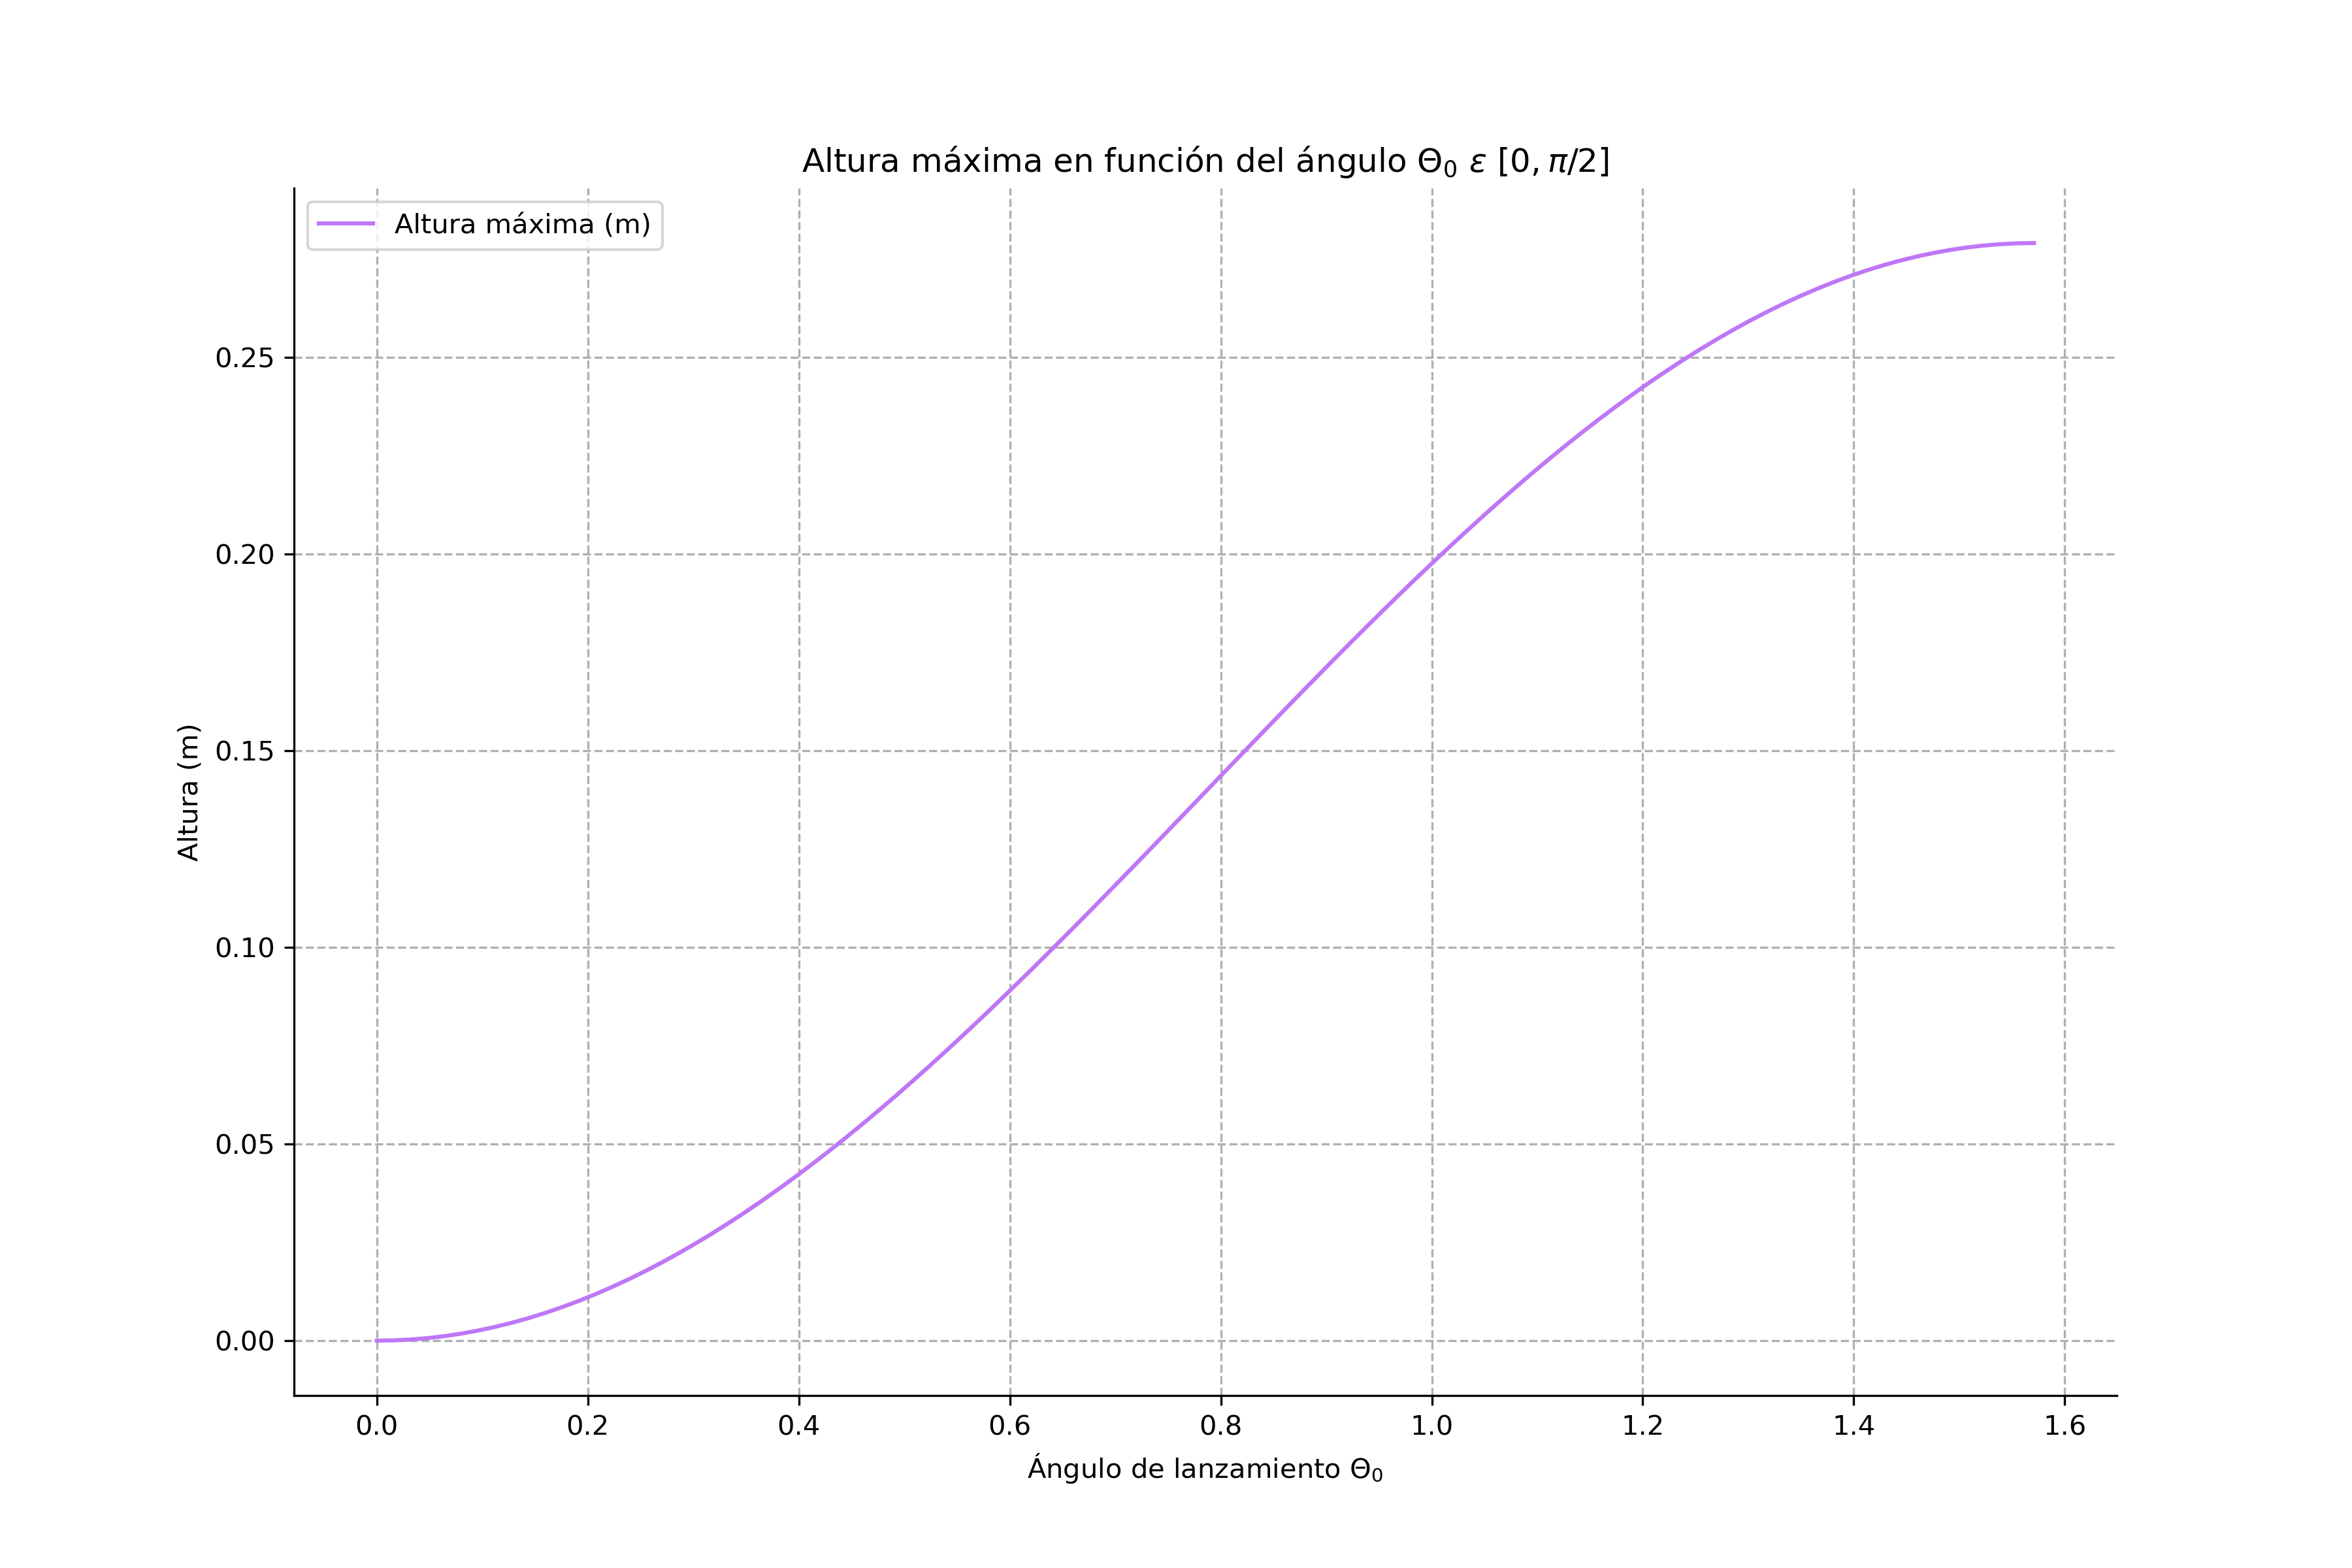 Altura máxima en función del ángulo Θ₀ ε [0, π/2]
Altura máxima (m)
0.25
0.20
0.15
0.10
0.05
0.00
Altura (m)
0.0 0.2 0.4 0.6 0.8 1.0 1.2 1.4 1.6
Ángulo de lanzamiento Θ₀